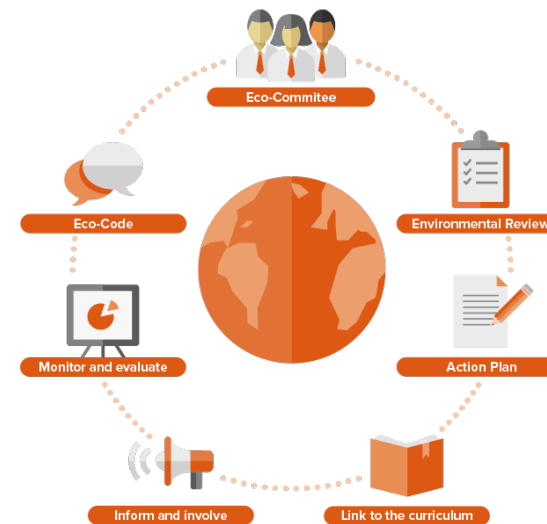 Eco-Commitee
Environmental Review
Action Plan
Link to the curriculum
Inform and involve
Monitor and evaluate
Eco-Code